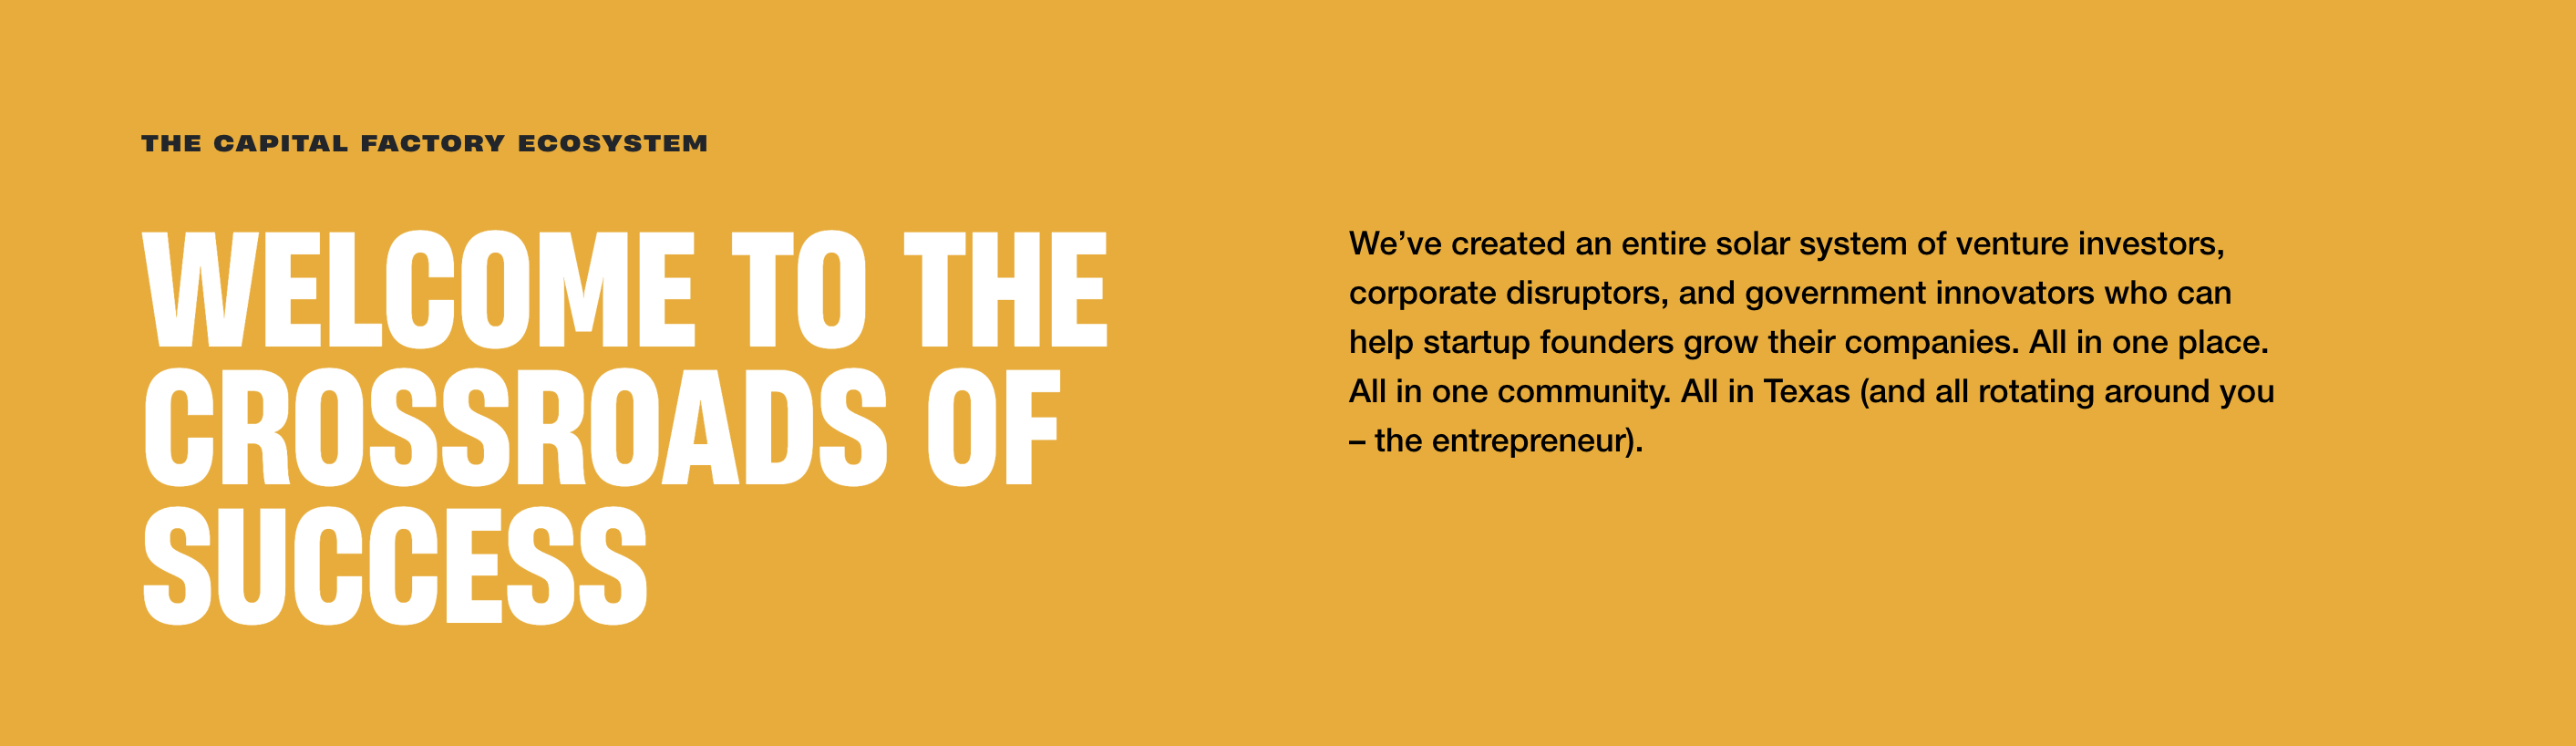 THE CAPITAL FACTORY ECOSYSTEM
WELCOME TO THE
CROSSROADS OF
SUCCESS
We’ve created an entire solar system of venture investors,
corporate disruptors, and government innovators who can
help startup founders grow their companies. All in one place.
All in one community. All in Texas (and all rotating around you
– the entrepreneur).